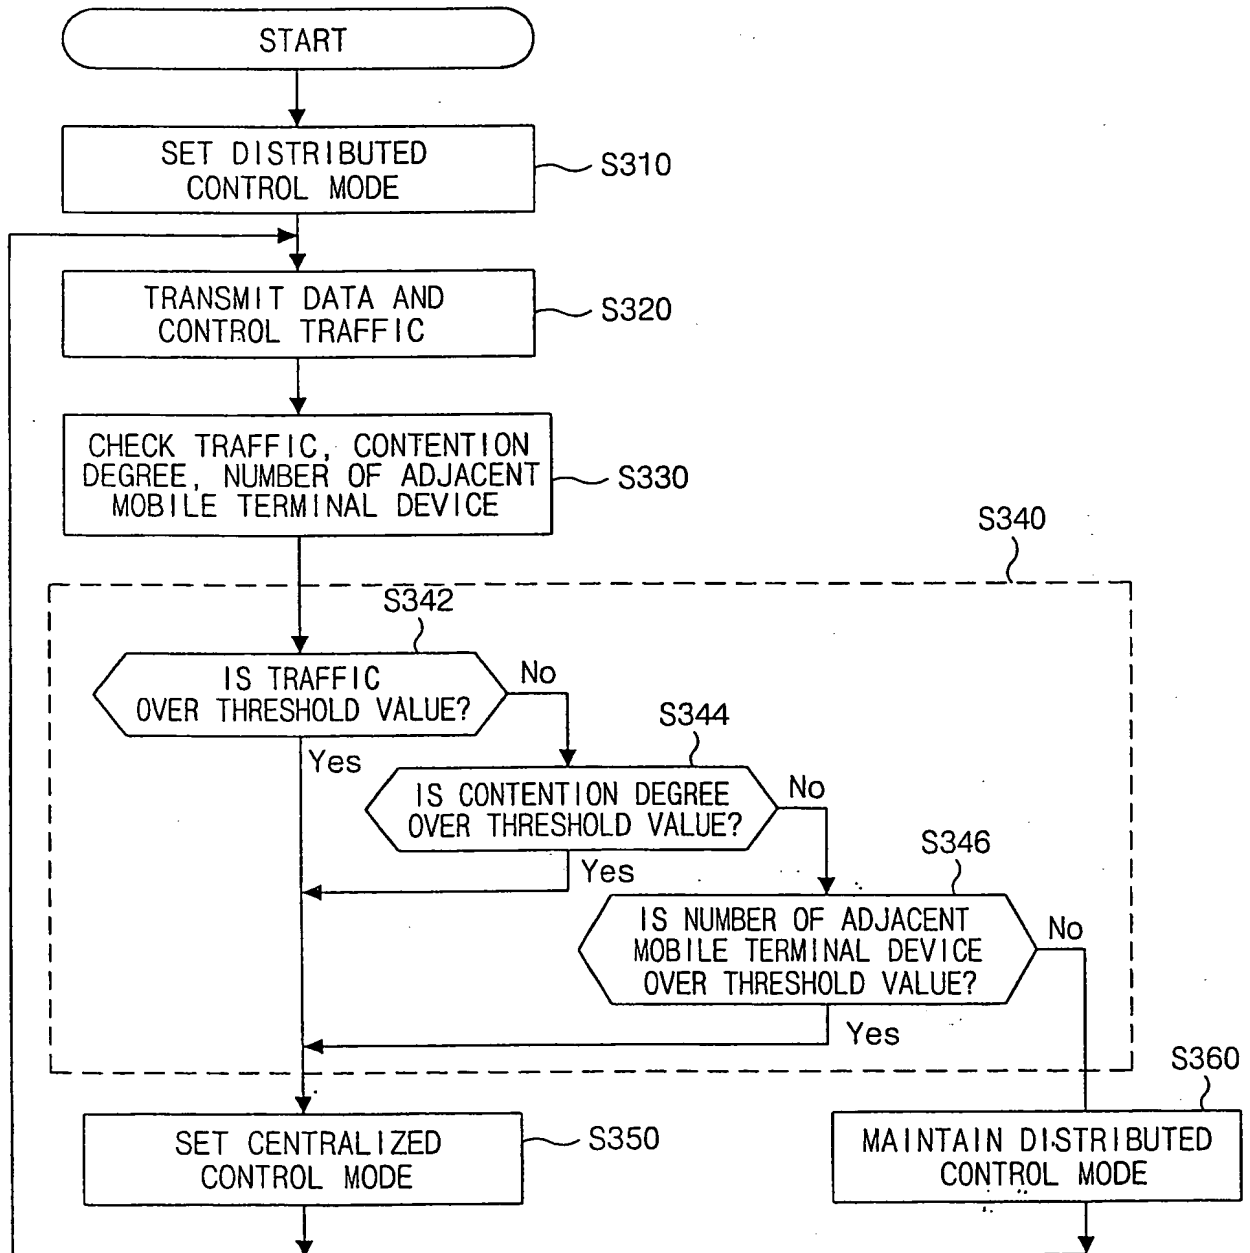 START
SET DISTRIBUTED
CONTROL MODE
S310
TRANSMIT DATA AND
CONTROL TRAFFIC
S320
CHECK TRAFFIC, CONTENTION
DEGREE, NUMBER OF ADJACENT
MOBILE TERMINAL DEVICE
S330
S340
S342
IS TRAFFIC
OVER THRESHOLD VALUE?
No
Yes
S344
IS CONTENTION DEGREE
OVER THRESHOLD VALUE?
No
Yes
S346
IS NUMBER OF ADJACENT
MOBILE TERMINAL DEVICE
OVER THRESHOLD VALUE?
No
Yes
S350
SET CENTRALIZED
CONTROL MODE
S360
MAINTAIN DISTRIBUTED
CONTROL MODE